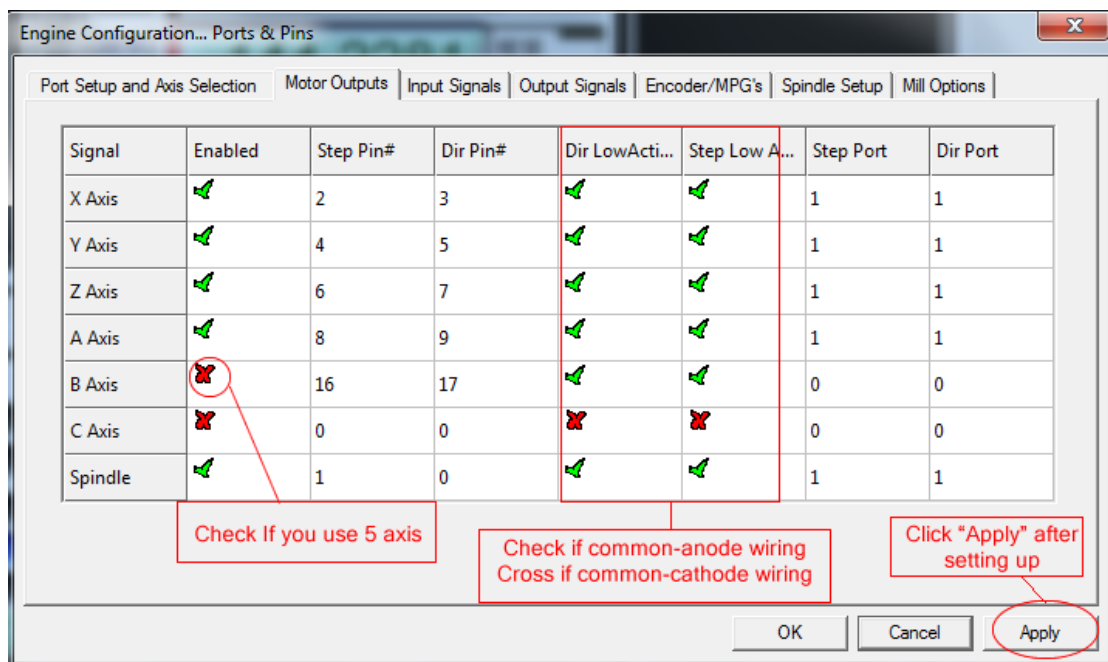 Engine Configuration... Ports & Pins
Port Setup and Axis Selection Motor Outputs Input Signals Output Signals Encoder/MPG's Spindle Setup Mill Options
Signal Enabled Step Pin# Dir Pin# Dir LowActi... Step Low A... Step Port Dir Port
X Axis 2 3 1 1
Y Axis 4 5 1 1
Z Axis 6 7 1 1
A Axis 8 9 1 1
B Axis 16 17 0 0
C Axis 0 0 0 0
Spindle 1 0 1 1
Check If you use 5 axis
Check if common-anode wiring
Cross if common-cathode wiring
Click “Apply” after
setting up
OK Cancel Apply